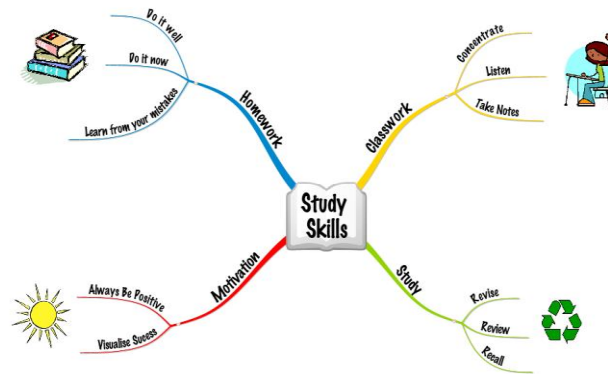 Study
Skills
Homework
Do it well
Do it now
Learn from your mistakes
Classwork
Concentrate
Listen
Take Notes
Motivation
Always Be Positive
Visualise Sucess
Study
Revise
Review
Recall